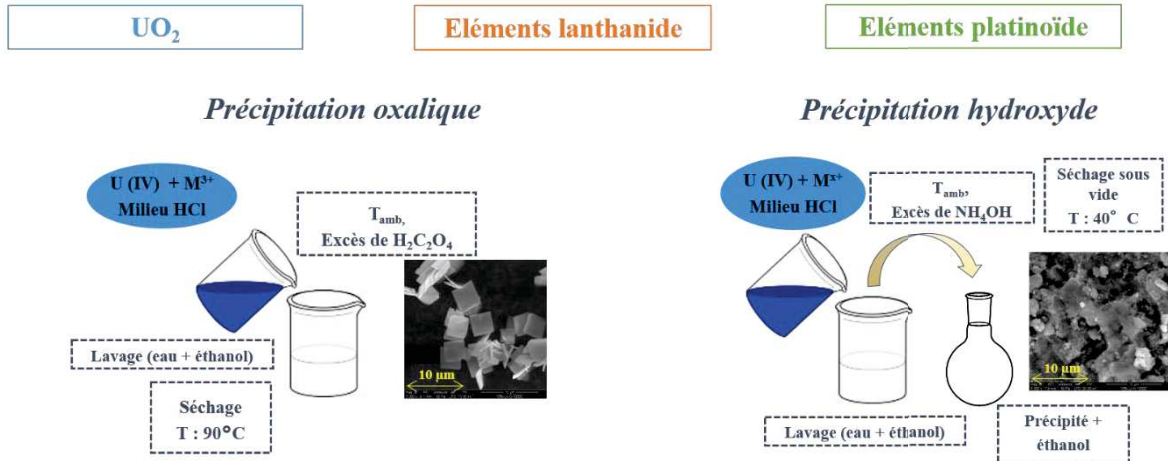 UO₂
Eléments lanthanide
Eléments platinoïde
Précipitation oxalique
U (IV) + M³⁺
Milieu HCl
Tₐₘᵦ,
Excès de H₂C₂O₄
10 µm
Lavage (eau + éthanol)
Séchage
T : 90°C
Précipitation hydroxyde
U (IV) + Mˣ⁺
Milieu HCl
Tₐₘᵦ,
Excès de NH₄OH
Séchage sous
vide
T : 40° C
10 µm
Lavage (eau + éthanol)
Précipité +
éthanol